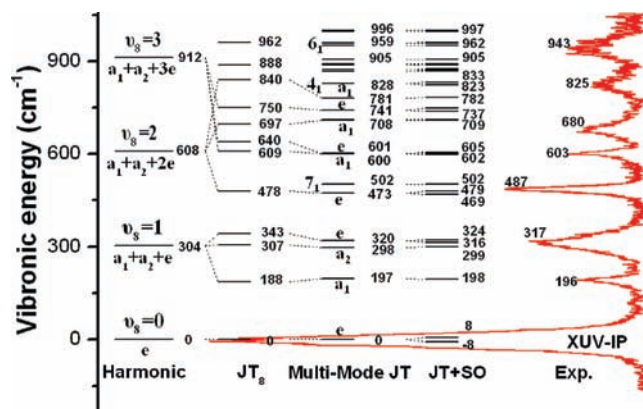 Vibronic energy (cm⁻¹)
900
600
300
0
υ₈=3
912
a₁+a₂+3e
υ₈=2
608
a₁+a₂+2e
υ₈=1
304
a₁+a₂+e
υ₈=0
0
e
Harmonic
962
888
840
750
697
640
609
478
343
307
188
0
JT₈
6₁
996
959
905
4₁
a₁ 828
781
e 741
a₁ 708
e 601
a₁ 600
7₁ 502
e 473
e 320
a₂ 298
a₁ 197
e
0
Multi-Mode JT
997
962
905
833
823
782
737
709
605
602
502
479
469
324
316
299
198
8
-8
JT+SO
943
825
680
603
487
317
196
XUV-IP
Exp.